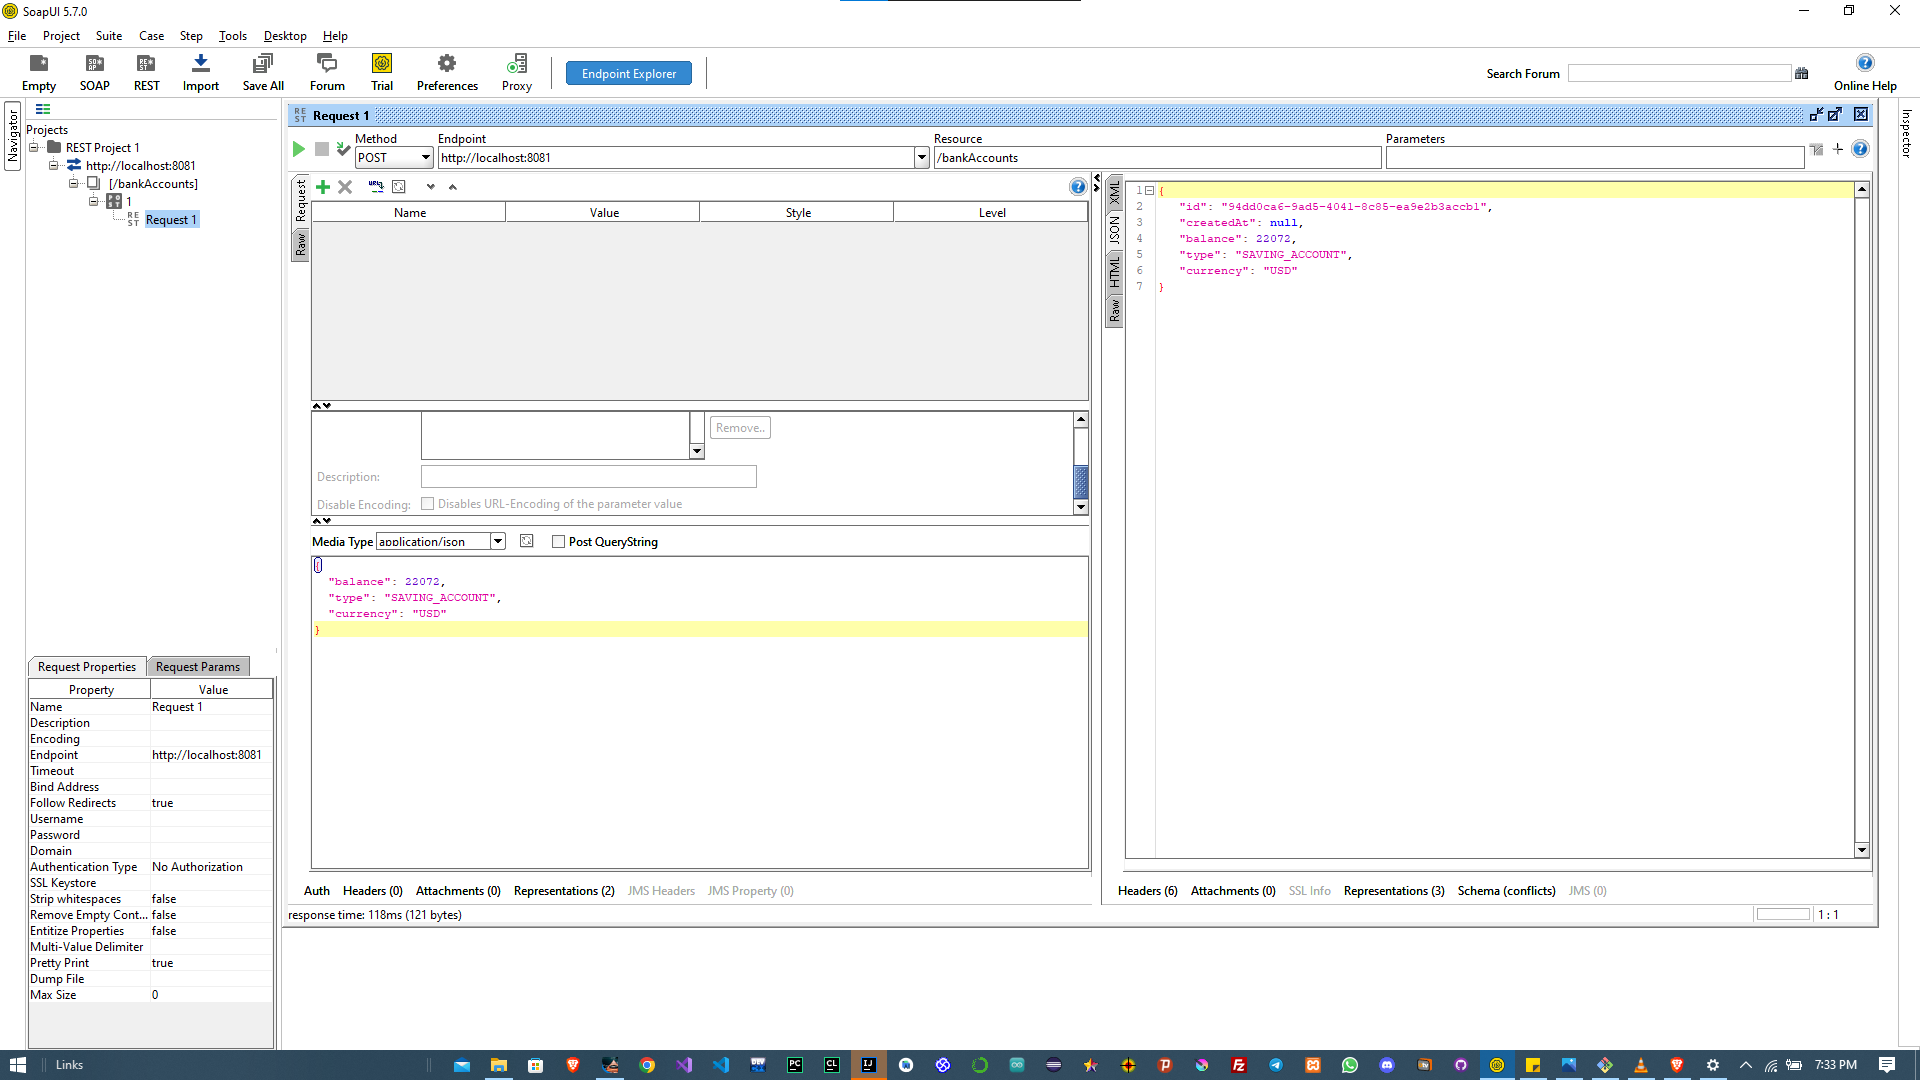 SoapUI 5.7.0
File Project Suite Case Step Tools Desktop Help
Empty SOAP REST Import Save All Forum Trial Preferences Proxy Endpoint Explorer Search Forum Online Help
Navigator
Projects
REST Project 1
http://localhost:8081
[/bankAccounts]
1
Request 1
Request Properties Request Params
Property Value
Name Request 1
Description
Encoding
Endpoint http://localhost:8081
Timeout
Bind Address
Follow Redirects true
Username
Password
Domain
Authentication Type No Authorization
SSL Keystore
Strip whitespaces false
Remove Empty Cont... false
Entitize Properties false
Multi-Value Delimiter
Pretty Print true
Dump File
Max Size 0
Request 1
Method Endpoint Resource Parameters
POST http://localhost:8081 /bankAccounts
Request
Raw
Name Value Style Level
Remove..
Description:
Disable Encoding: Disables URL-Encoding of the parameter value
Media Type application/json Post QueryString
{
"balance": 22072,
"type": "SAVING_ACCOUNT",
"currency": "USD"
}
Auth Headers (0) Attachments (0) Representations (2) JMS Headers JMS Property (0)
response time: 118ms (121 bytes)
XML
JSON
HTML
Raw
1 {
2 "id": "94dd0ca6-9ad5-4041-8c85-ea9e2b3accb1",
3 "createdAt": null,
4 "balance": 22072,
5 "type": "SAVING_ACCOUNT",
6 "currency": "USD"
7 }
Headers (6) Attachments (0) SSL Info Representations (3) Schema (conflicts) JMS (0)
1 : 1
Inspector
Links
7:33 PM